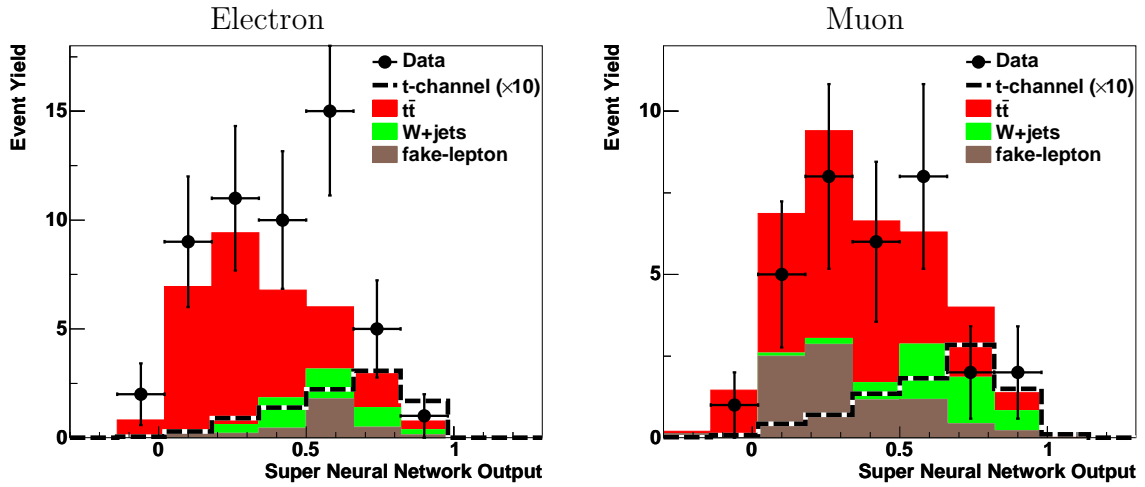 Electron
Event Yield
15
10
5
0
Data
t-channel (×10)
tt̄
W+jets
fake-lepton
0
0.5
1
Super Neural Network Output
Muon
Event Yield
10
5
0
Data
t-channel (×10)
tt̄
W+jets
fake-lepton
0
0.5
1
Super Neural Network Output